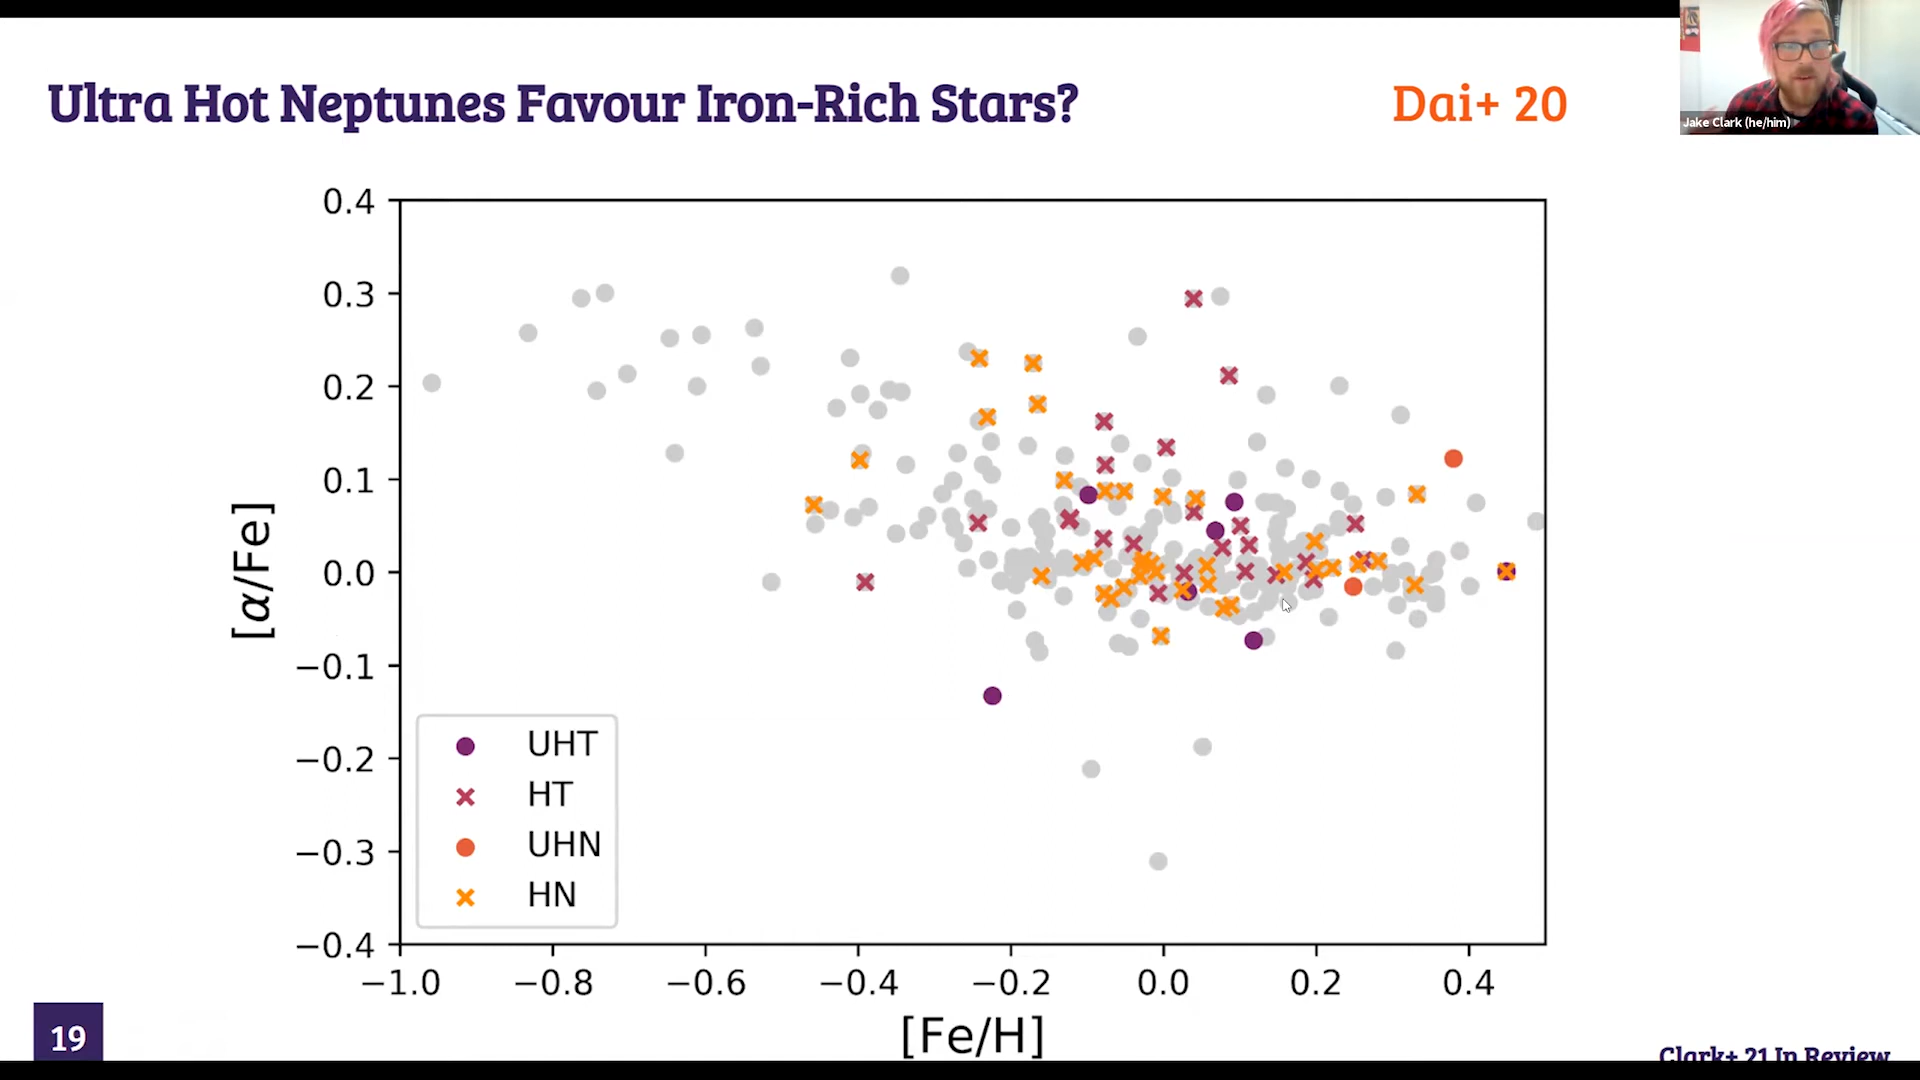 Ultra Hot Neptunes Favour Iron-Rich Stars?
Dai+ 20
Jake Clark (he/him)
0.4
0.3
0.2
0.1
0.0
−0.1
−0.2
−0.3
−0.4
[α/Fe]
UHT
HT
UHN
HN
−1.0 −0.8 −0.6 −0.4 −0.2 0.0 0.2 0.4
[Fe/H]
19
Clark+ 21 In Review